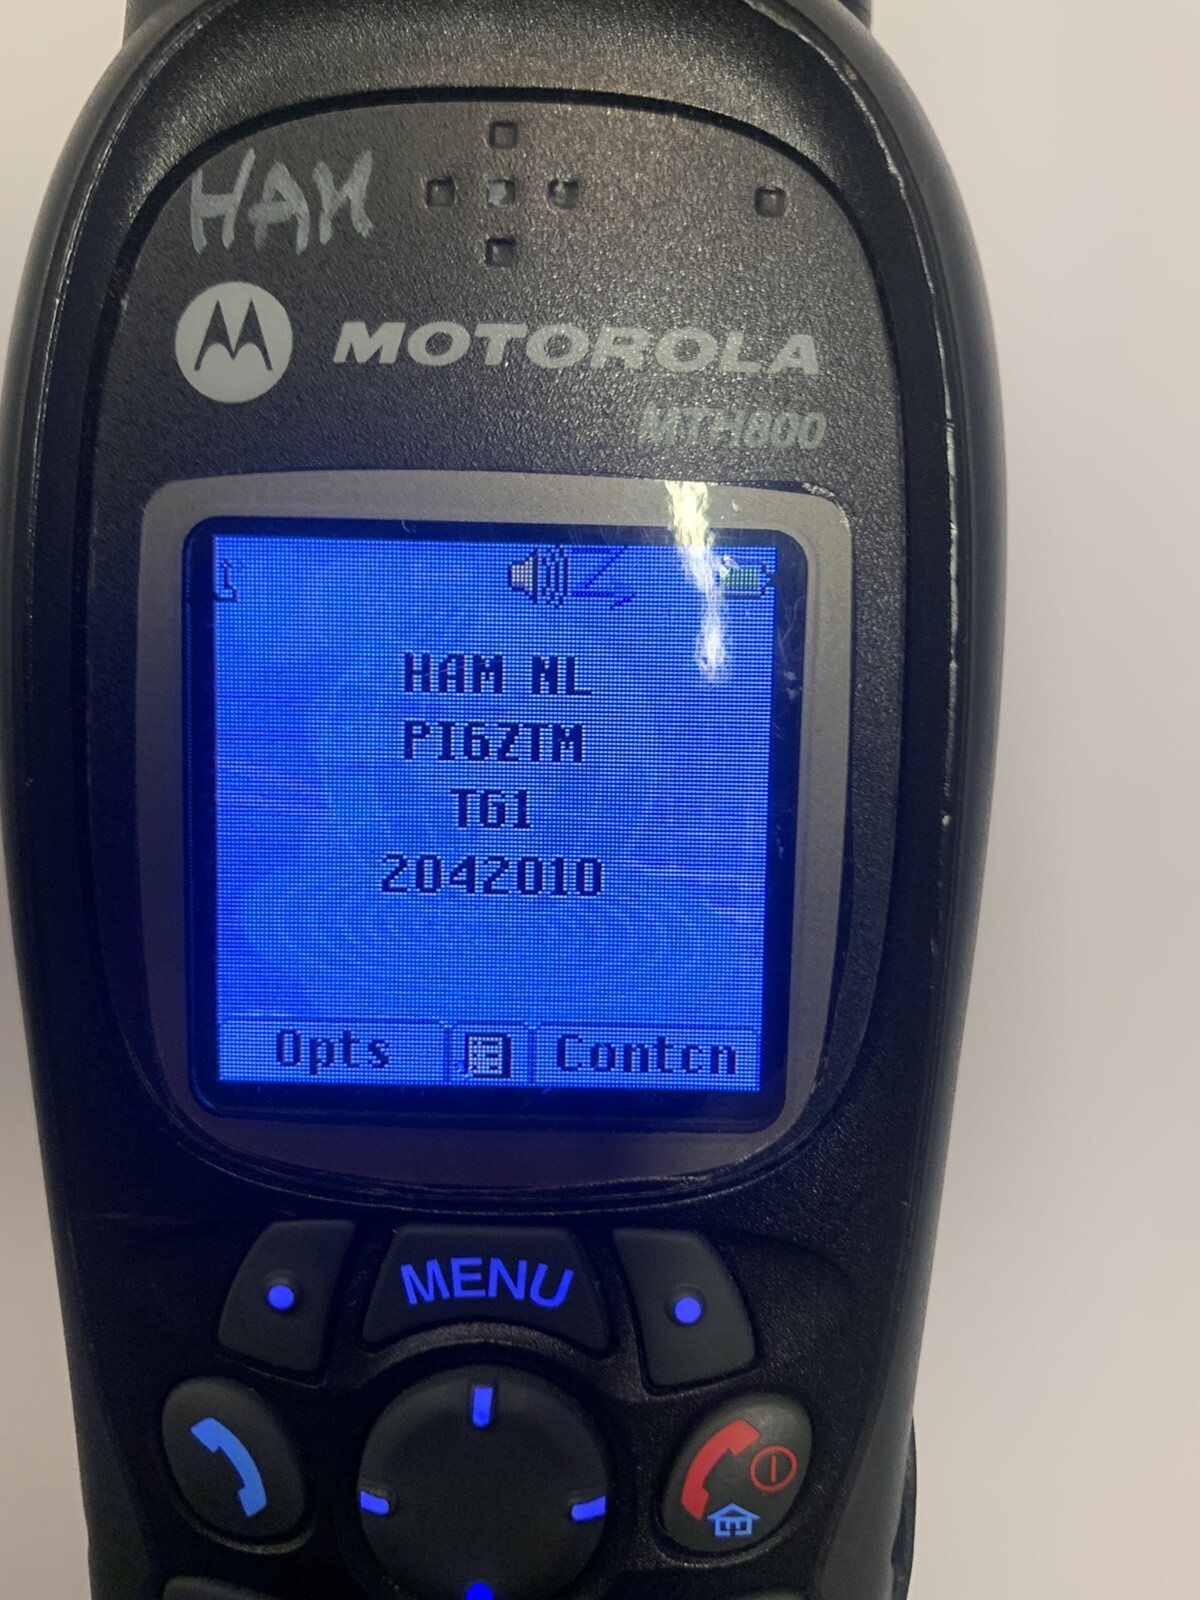 HAM
MOTOROLA
MTH800
HAM NL
PI6ZTM
TG1
2042010
Opts Contcn
MENU